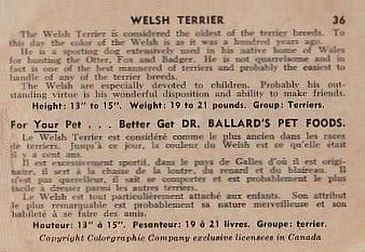 WELSH TERRIER 36
The Welsh Terrier is considered the oldest of the terrier breeds. To
this day the color of the Welsh is as it was a hundred years ago.
He is a sporting dog extensively used in his native home of Wales
for hunting the Otter, Fox and Badger. He is not quarrelsome and in
fact is one of the best mannered of terriers and probably the easiest to
handle of any of the terrier breeds.
The Welsh are especially devoted to children. Probably his out-
standing virtue is his wonderful disposition and ability to make friends.
Height: 13" to 15". Weight: 19 to 21 pounds. Group: Terriers.
For Your Pet . . . Better Get DR. BALLARD'S PET FOODS.
Le Welsh Terrier est considéré comme le plus ancien dans les races
de terriers. Jusqu'a ce jour, la couleur du Welsh est ce qu'elle était
il y a cent ans.
Il est excessivement sportif, dans le pays de Galles d'où il est origi-
naire, il sert à la chasse de la loutre, du renard et du blaireau. Il
n'est pas querelleur, il sait se comporter et est probablement le plus
facile à dresser parmi les autres terriers.
Le Welsh est tout particulièrement attaché aux enfants. Son attribut
le plus remarquable est probablement sa nature merveilleuse et son
habileté à se faire des amis.
Hauteur: 13" à 15". Pesanteur: 19 à 21 livres. Groupe: terrier.
Copyright Colorgraphic Company exclusive licensees in Canada